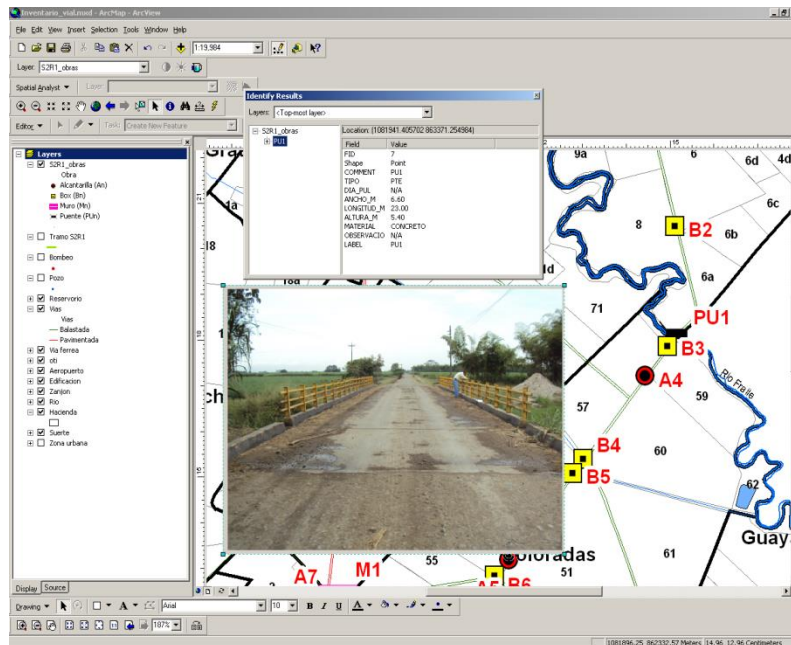 Inventario_vial.mxd - ArcMap - ArcView
File Edit View Insert Selection Tools Window Help
1:19,984
Layer: S2R1_obras
Spatial Analyst Layer:
Editor Task: Create New Feature
Identify Results
Layers: <Top-most layer>
S2R1_obras
PU1
Location: (1081941.405702 863371.254984)
Field Value
FID 7
Shape Point
COMMENT PU1
TIPO PTE
DIA_PUL N/A
ANCHO_M 6.60
LONGITUD_M 23.00
ALTURA_M 5.40
MATERIAL CONCRETO
OBSERVACIO N/A
LABEL PU1
Layers
S2R1_obras
Obra
Alcantarilla (An)
Box (Bn)
Muro (Mn)
Puente (PUn)
Tramo S2R1
Bombeo
Pozo
Reservorio
Vias
Vias
Balastada
Pavimentada
Via ferrea
oti
Aeropuerto
Edificacion
Zanjon
Rio
Hacienda
Suerte
Zona urbana
Display Source
9a
6
6d
4d
6c
8
B2
6b
6a
1a
18
18a
71
PU1
B3
A4
59
Rio Fraile
57
B4
60
B5
62
Guay
oloradas
61
55
51
A7
M1
A5
B6
Drawing Arial 10 B I U A
187%
1081896.25 862332.57 Meters 14.96 12.96 Centimeters